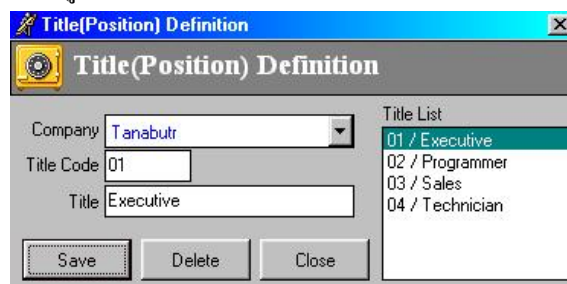 Title(Position) Definition
Title(Position) Definition
Company Tanabutr
Title Code 01
Title Executive
Save Delete Close
Title List
01 / Executive
02 / Programmer
03 / Sales
04 / Technician